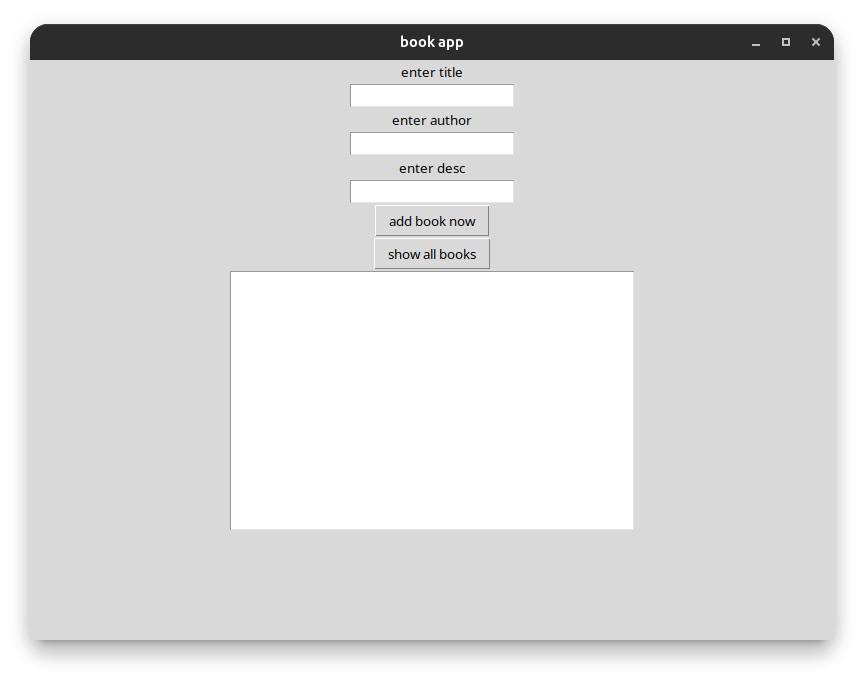 book app
enter title
enter author
enter desc
add book now
show all books